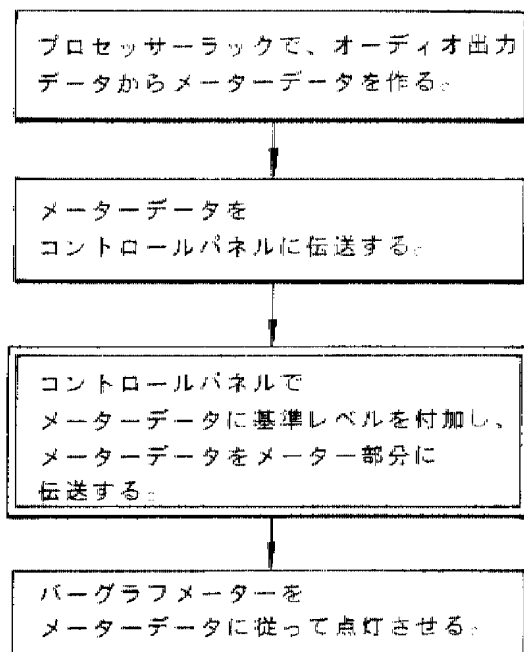 プロセッサーラックで、オーディオ出力
データからメーターデータを作る。
メーターデータを
コントロールパネルに伝送する。
コントロールパネルで
メーターデータに基準レベルを付加し、
メーターデータをメーター部分に
伝送する。
バーグラフメーターを
メーターデータに従って点灯させる。